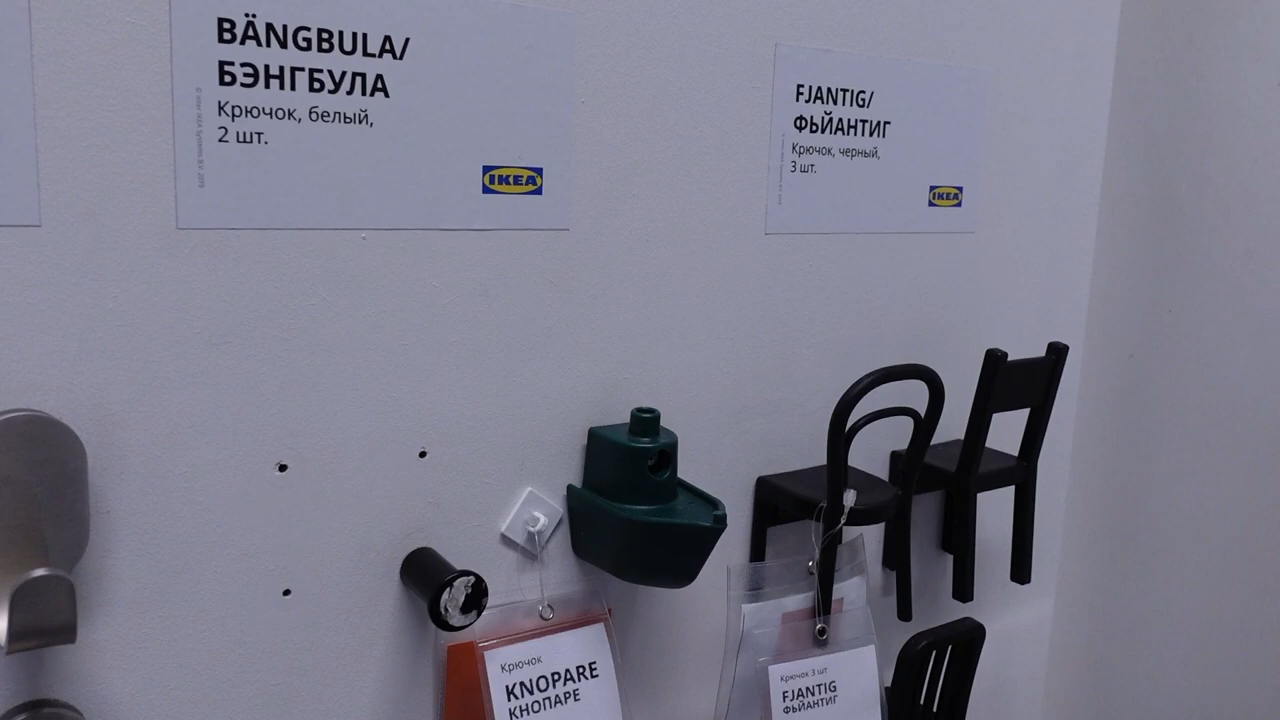 BÄNGBULA/
БЭНГБУЛА
Крючок, белый,
2 шт.
IKEA
FJANTIG/
ФЬЙАНТИГ
Крючок, черный,
3 шт.
IKEA
Крючок
KNOPARE
КНОПАРЕ
Крючок 3 шт
FJANTIG
ФЬЙАНТИГ